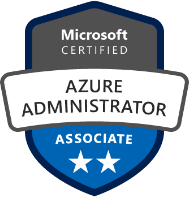 Microsoft
CERTIFIED
AZURE
ADMINISTRATOR
ASSOCIATE